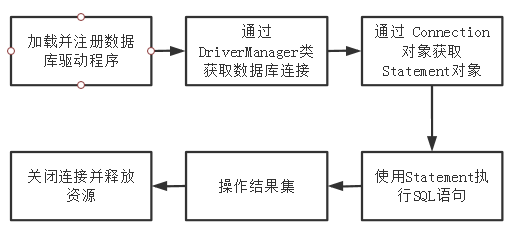 加载并注册数据
库驱动程序
通过
DriverManager类
获取数据库连接
通过 Connection
对象获取
Statement对象
使用Statement执
行SQL语句
操作结果集
关闭连接并释放
资源